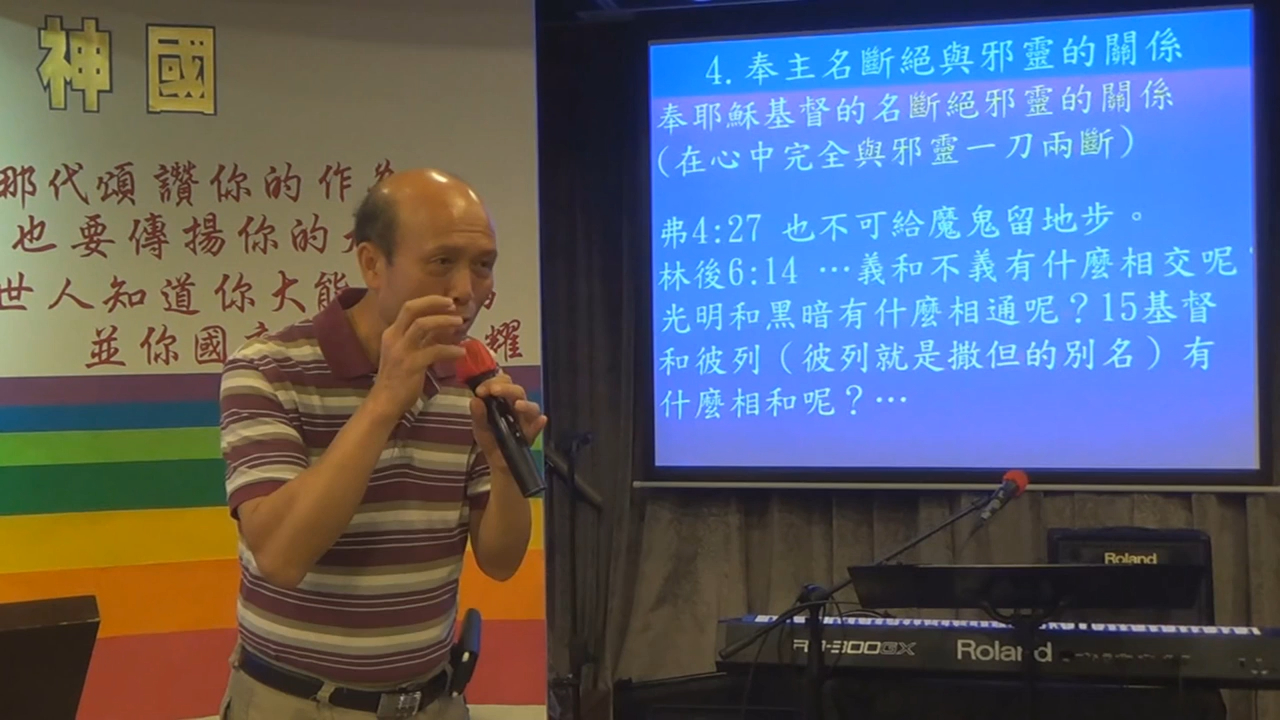 神國
那代頌讚你的作
也要傳揚你的
世人知道你大能
並你國 耀
4.奉主名斷絕與邪靈的關係
奉耶穌基督的名斷絕邪靈的關係
(在心中完全與邪靈一刀兩斷)
弗4:27 也不可給魔鬼留地步。
林後6:14 …義和不義有什麼相交呢?
光明和黑暗有什麼相通呢？15基督
和彼列（彼列就是撒但的別名）有
什麼相和呢？…
Roland
RD-300GX
Roland